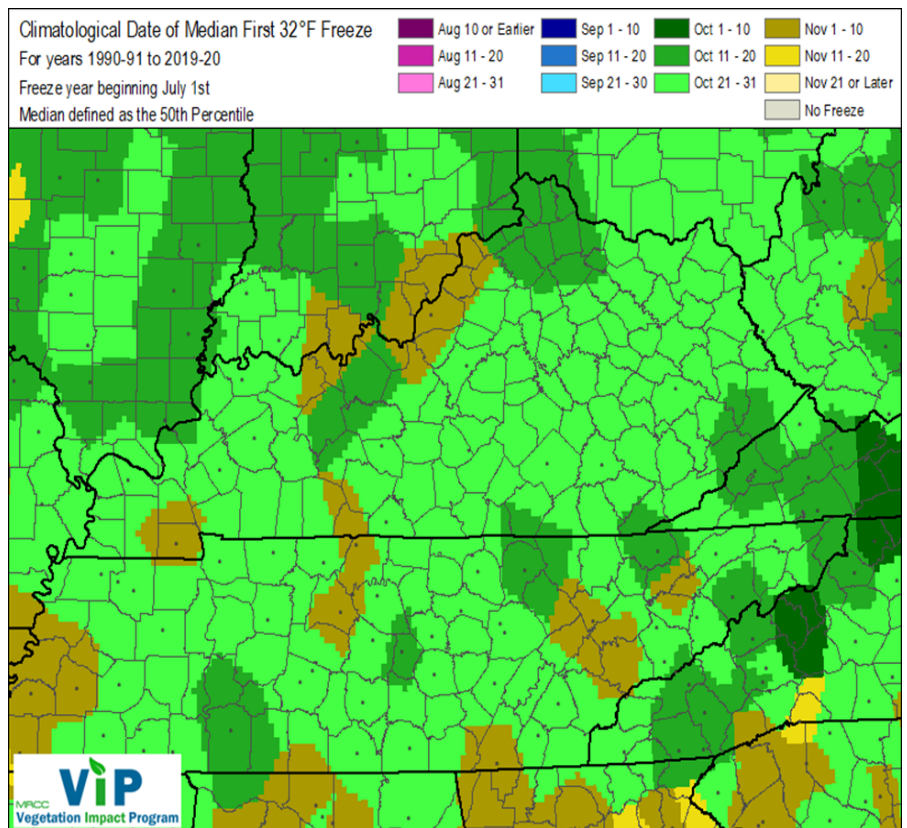 Climatological Date of Median First 32°F Freeze
For years 1990-91 to 2019-20
Freeze year beginning July 1st
Median defined as the 50th Percentile
Aug 10 or Earlier
Aug 11 - 20
Aug 21 - 31
Sep 1 - 10
Sep 11 - 20
Sep 21 - 30
Oct 1 - 10
Oct 11 - 20
Oct 21 - 31
Nov 1 - 10
Nov 11 - 20
Nov 21 or Later
No Freeze
MRCC
ViP
Vegetation Impact Program